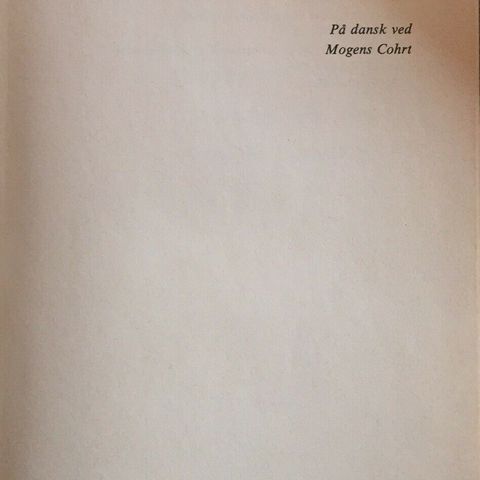 På dansk ved
Mogens Cohrt